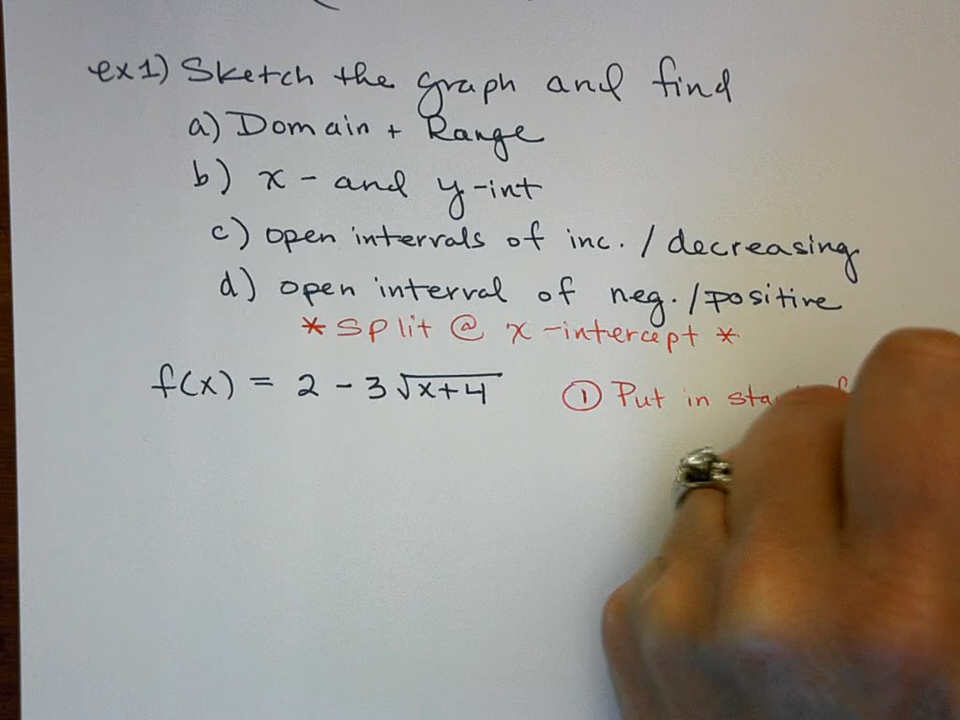 ex1) Sketch the graph and find
a) Domain + Range
b) x - and y-int
c) open intervals of inc. / decreasing
d) open interval of neg. / positive
* split @ x-intercept *
f(x) = 2 - 3√x+4
① Put in